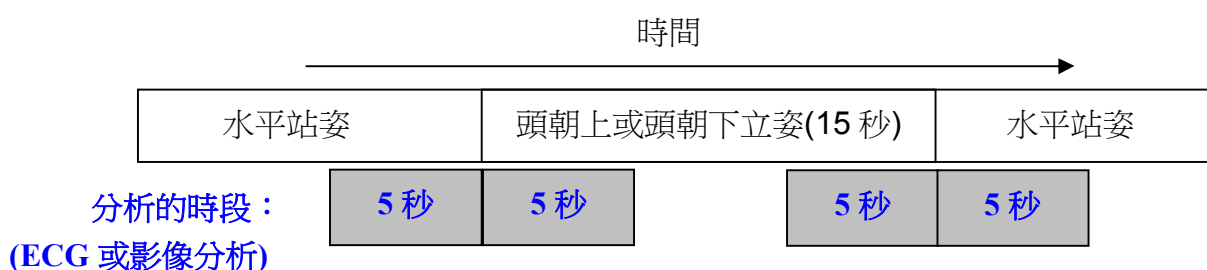 時間
水平站姿 頭朝上或頭朝下立姿(15 秒) 水平站姿
分析的時段： 5 秒 5 秒 5 秒 5 秒
(ECG 或影像分析)